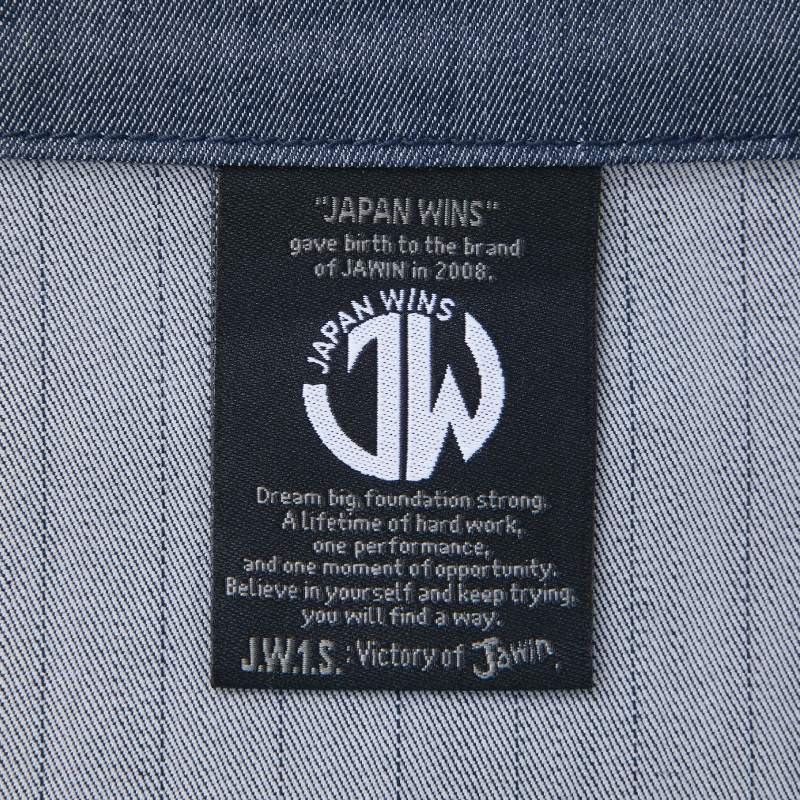 "JAPAN WINS"
gave birth to the brand
of JAWIN in 2008.
JAPAN WINS
JW
Dream big, foundation strong.
A lifetime of hard work,
one performance,
and one moment of opportunity.
Believe in yourself and keep trying,
you will find a way.
J.W.1.S. : Victory of Jawin.